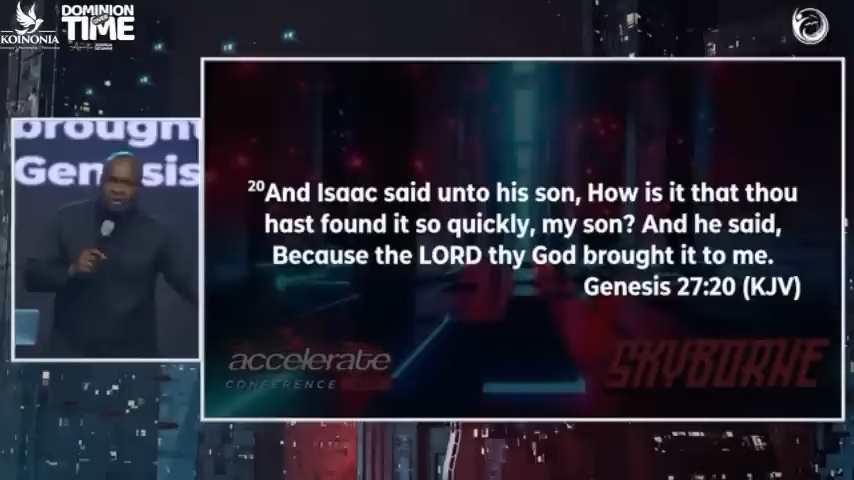 KOINONIA
DOMINION
OVER
TIME
brought
Genesis
20And Isaac said unto his son, How is it that thou
hast found it so quickly, my son? And he said,
Because the LORD thy God brought it to me.
Genesis 27:20 (KJV)
accelerate
CONFERENCE
SKYBORNE